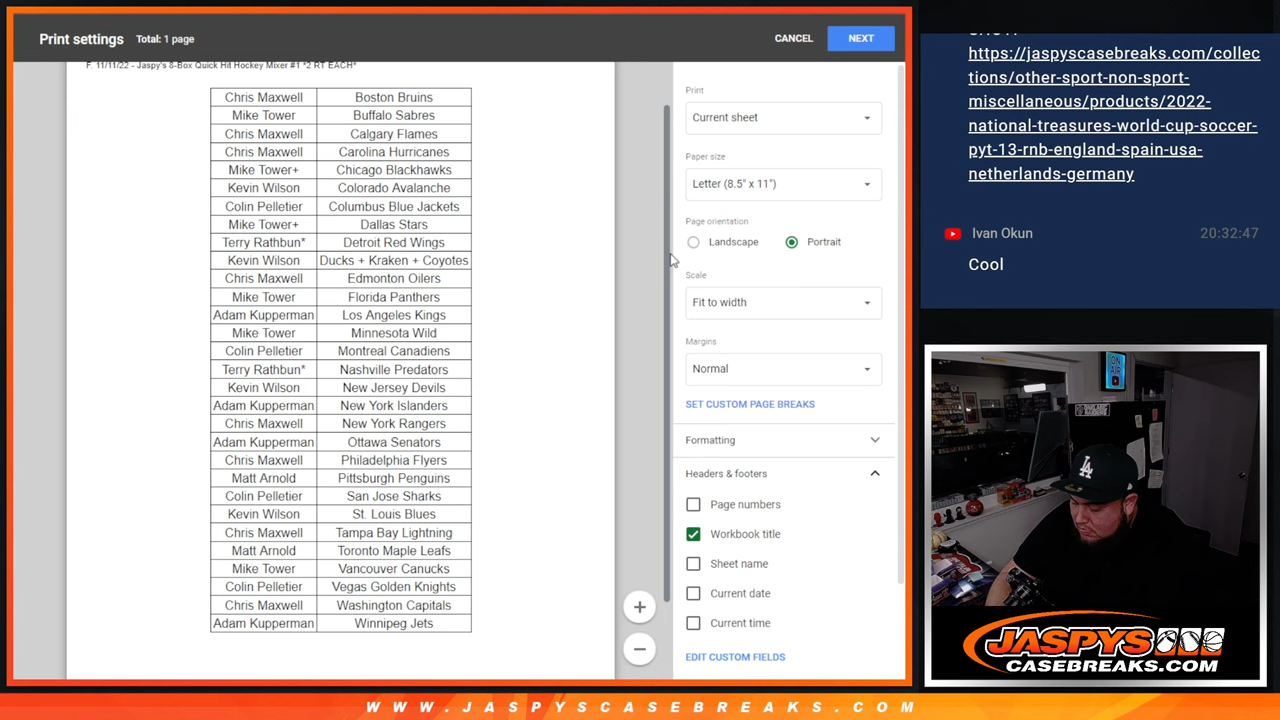 Print settings
Total: 1 page
CANCEL
NEXT
F. 11/11/22 - Jaspy's 8-Box Quick Hit Hockey Mixer #1 *2 RT EACH*
Chris Maxwell Boston Bruins
Mike Tower Buffalo Sabres
Chris Maxwell Calgary Flames
Chris Maxwell Carolina Hurricanes
Mike Tower+ Chicago Blackhawks
Kevin Wilson Colorado Avalanche
Colin Pelletier Columbus Blue Jackets
Mike Tower+ Dallas Stars
Terry Rathbun* Detroit Red Wings
Kevin Wilson Ducks + Kraken + Coyotes
Chris Maxwell Edmonton Oilers
Mike Tower Florida Panthers
Adam Kupperman Los Angeles Kings
Mike Tower Minnesota Wild
Colin Pelletier Montreal Canadiens
Terry Rathbun* Nashville Predators
Kevin Wilson New Jersey Devils
Adam Kupperman New York Islanders
Chris Maxwell New York Rangers
Adam Kupperman Ottawa Senators
Chris Maxwell Philadelphia Flyers
Matt Arnold Pittsburgh Penguins
Colin Pelletier San Jose Sharks
Kevin Wilson St. Louis Blues
Chris Maxwell Tampa Bay Lightning
Matt Arnold Toronto Maple Leafs
Mike Tower Vancouver Canucks
Colin Pelletier Vegas Golden Knights
Chris Maxwell Washington Capitals
Adam Kupperman Winnipeg Jets
Print
Current sheet
Paper size
Letter (8.5" x 11")
Page orientation
Landscape
Portrait
Scale
Fit to width
Margins
Normal
SET CUSTOM PAGE BREAKS
Formatting
Headers & footers
Page numbers
Workbook title
Sheet name
Current date
Current time
EDIT CUSTOM FIELDS
https://jaspyscasebreaks.com/collec
tions/other-sport-non-sport-
miscellaneous/products/2022-
national-treasures-world-cup-soccer-
pyt-13-rnb-england-spain-usa-
netherlands-germany
Ivan Okun
20:32:47
Cool
ON
AIR
LA
JASPYS
CASEBREAKS.COM
WWW.JASPYSCASEBREAKS.COM